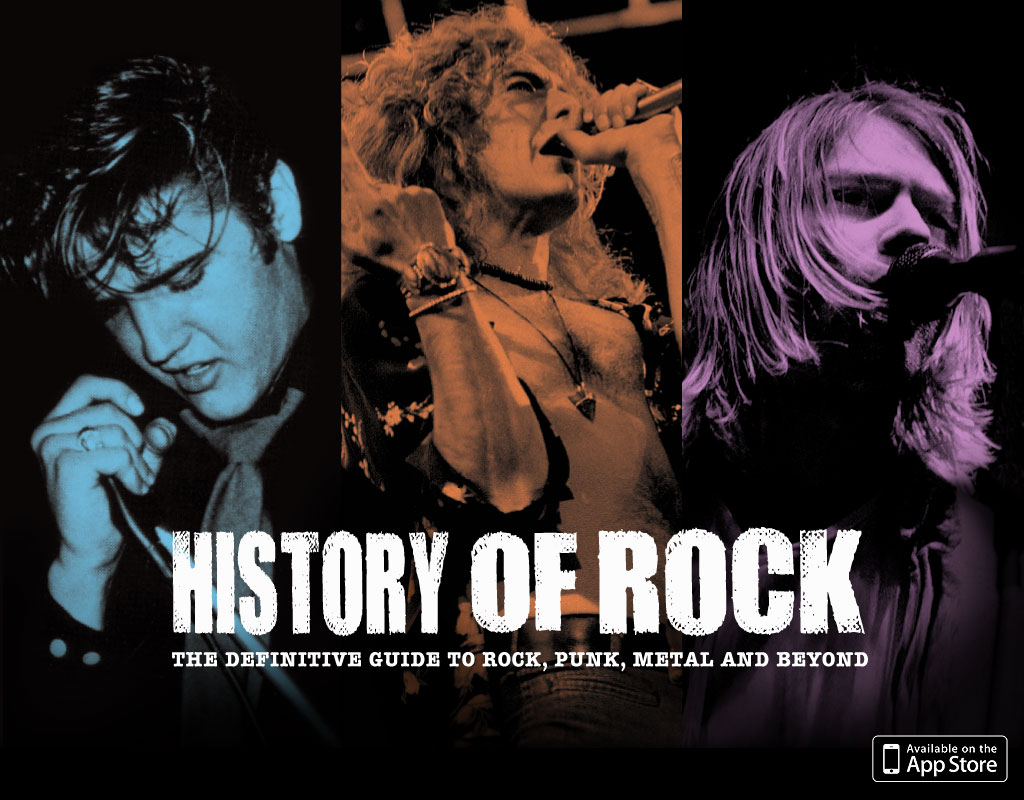 HISTORY OF ROCK
THE DEFINITIVE GUIDE TO ROCK, PUNK, METAL AND BEYOND
Available on the
App Store